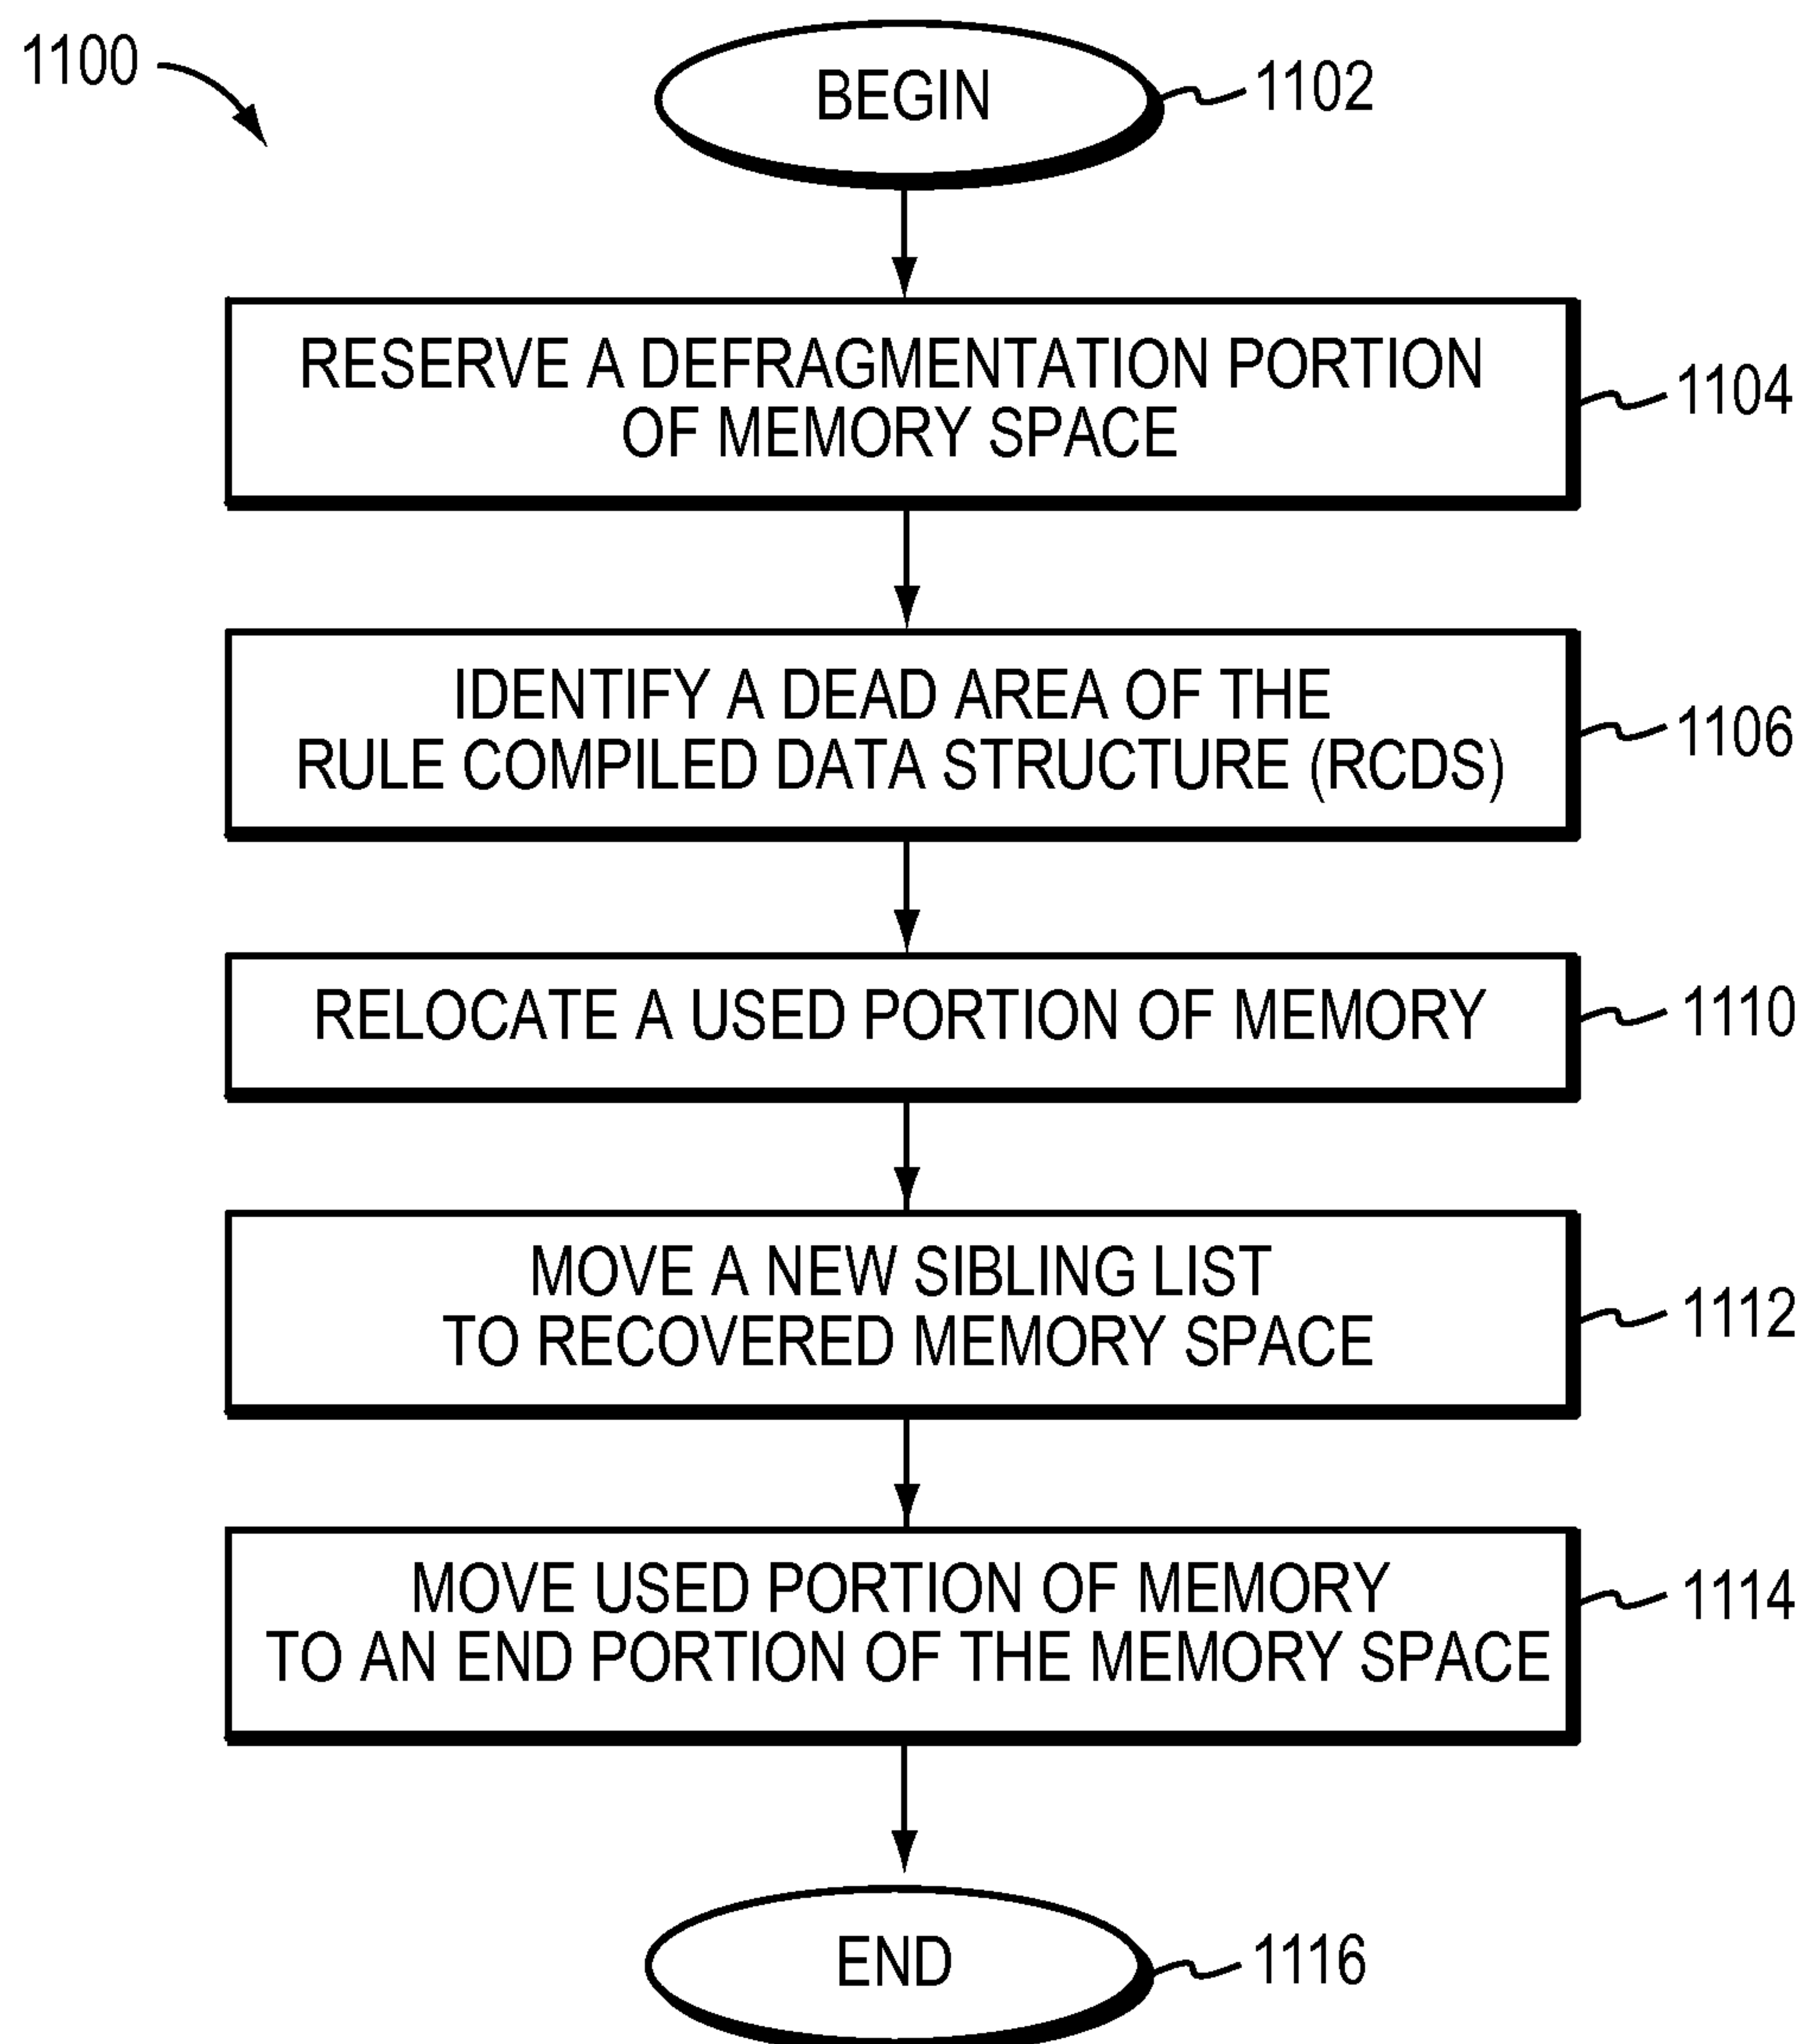 1100
BEGIN
1102
RESERVE A DEFRAGMENTATION PORTION
OF MEMORY SPACE
1104
IDENTIFY A DEAD AREA OF THE
RULE COMPILED DATA STRUCTURE (RCDS)
1106
RELOCATE A USED PORTION OF MEMORY
1110
MOVE A NEW SIBLING LIST
TO RECOVERED MEMORY SPACE
1112
MOVE USED PORTION OF MEMORY
TO AN END PORTION OF THE MEMORY SPACE
1114
END
1116